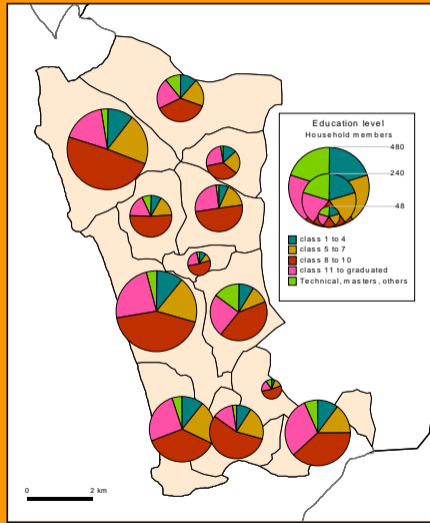 Education level
Household members
480
240
48
class 1 to 4
class 5 to 7
class 8 to 10
class 11 to graduated
Technical, masters, others
0 2 km